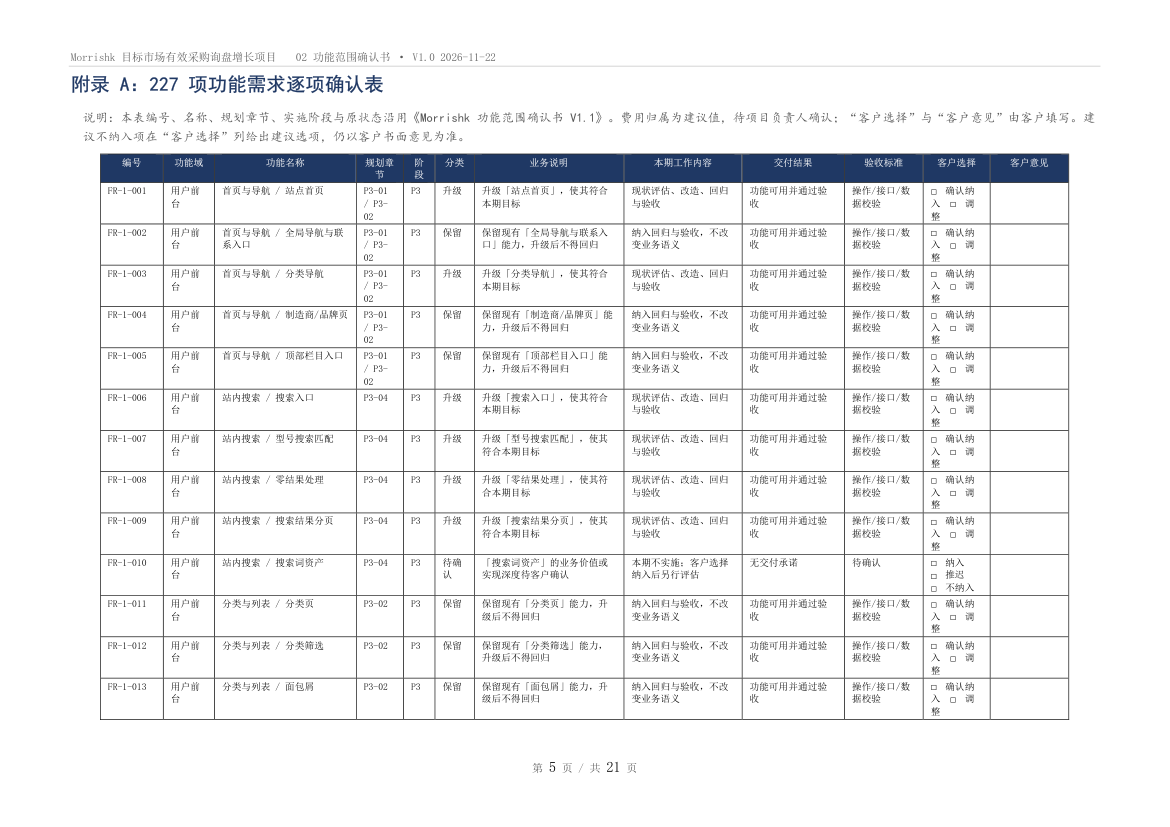 Morrishk 目标市场有效采购询盘增长项目 02 功能范围确认书 • V1.0 2026-11-22
附录 A：227 项功能需求逐项确认表
说明：本表编号、名称、规划章节、实施阶段与原状态沿用《Morrishk 功能范围确认书 V1.1》。费用归属为建议值，待项目负责人确认；“客户选择”与“客户意见”由客户填写。建
议不纳入项在“客户选择”列给出建议选项，仍以客户书面意见为准。
编号 功能域 功能名称 规划章节 阶段 分类 业务说明 本期工作内容 交付结果 验收标准 客户选择 客户意见
FR-1-001 用户前台 首页与导航 / 站点首页 P3-01 / P3-02 P3 升级 升级「站点首页」，使其符合本期目标 现状评估、改造、回归与验收 功能可用并通过验收 操作/接口/数据校验 □ 确认纳入 □ 调整
FR-1-002 用户前台 首页与导航 / 全局导航与联系入口 P3-01 / P3-02 P3 保留 保留现有「全局导航与联系入口」能力，升级后不得回归 纳入回归与验收，不改变业务语义 功能可用并通过验收 操作/接口/数据校验 □ 确认纳入 □ 调整
FR-1-003 用户前台 首页与导航 / 分类导航 P3-01 / P3-02 P3 升级 升级「分类导航」，使其符合本期目标 现状评估、改造、回归与验收 功能可用并通过验收 操作/接口/数据校验 □ 确认纳入 □ 调整
FR-1-004 用户前台 首页与导航 / 制造商/品牌页 P3-01 / P3-02 P3 保留 保留现有「制造商/品牌页」能力，升级后不得回归 纳入回归与验收，不改变业务语义 功能可用并通过验收 操作/接口/数据校验 □ 确认纳入 □ 调整
FR-1-005 用户前台 首页与导航 / 顶部栏目入口 P3-01 / P3-02 P3 保留 保留现有「顶部栏目入口」能力，升级后不得回归 纳入回归与验收，不改变业务语义 功能可用并通过验收 操作/接口/数据校验 □ 确认纳入 □ 调整
FR-1-006 用户前台 站内搜索 / 搜索入口 P3-04 P3 升级 升级「搜索入口」，使其符合本期目标 现状评估、改造、回归与验收 功能可用并通过验收 操作/接口/数据校验 □ 确认纳入 □ 调整
FR-1-007 用户前台 站内搜索 / 型号搜索匹配 P3-04 P3 升级 升级「型号搜索匹配」，使其符合本期目标 现状评估、改造、回归与验收 功能可用并通过验收 操作/接口/数据校验 □ 确认纳入 □ 调整
FR-1-008 用户前台 站内搜索 / 零结果处理 P3-04 P3 升级 升级「零结果处理」，使其符合本期目标 现状评估、改造、回归与验收 功能可用并通过验收 操作/接口/数据校验 □ 确认纳入 □ 调整
FR-1-009 用户前台 站内搜索 / 搜索结果分页 P3-04 P3 升级 升级「搜索结果分页」，使其符合本期目标 现状评估、改造、回归与验收 功能可用并通过验收 操作/接口/数据校验 □ 确认纳入 □ 调整
FR-1-010 用户前台 站内搜索 / 搜索词资产 P3-04 P3 待确认 「搜索词资产」的业务价值或实现深度待客户确认 本期不实施；客户选择纳入后另行评估 无交付承诺 待确认 □ 纳入 □ 推迟 □ 不纳入
FR-1-011 用户前台 分类与列表 / 分类页 P3-02 P3 保留 保留现有「分类页」能力，升级后不得回归 纳入回归与验收，不改变业务语义 功能可用并通过验收 操作/接口/数据校验 □ 确认纳入 □ 调整
FR-1-012 用户前台 分类与列表 / 分类筛选 P3-02 P3 保留 保留现有「分类筛选」能力，升级后不得回归 纳入回归与验收，不改变业务语义 功能可用并通过验收 操作/接口/数据校验 □ 确认纳入 □ 调整
FR-1-013 用户前台 分类与列表 / 面包屑 P3-02 P3 保留 保留现有「面包屑」能力，升级后不得回归 纳入回归与验收，不改变业务语义 功能可用并通过验收 操作/接口/数据校验 □ 确认纳入 □ 调整
第 5 页 / 共 21 页